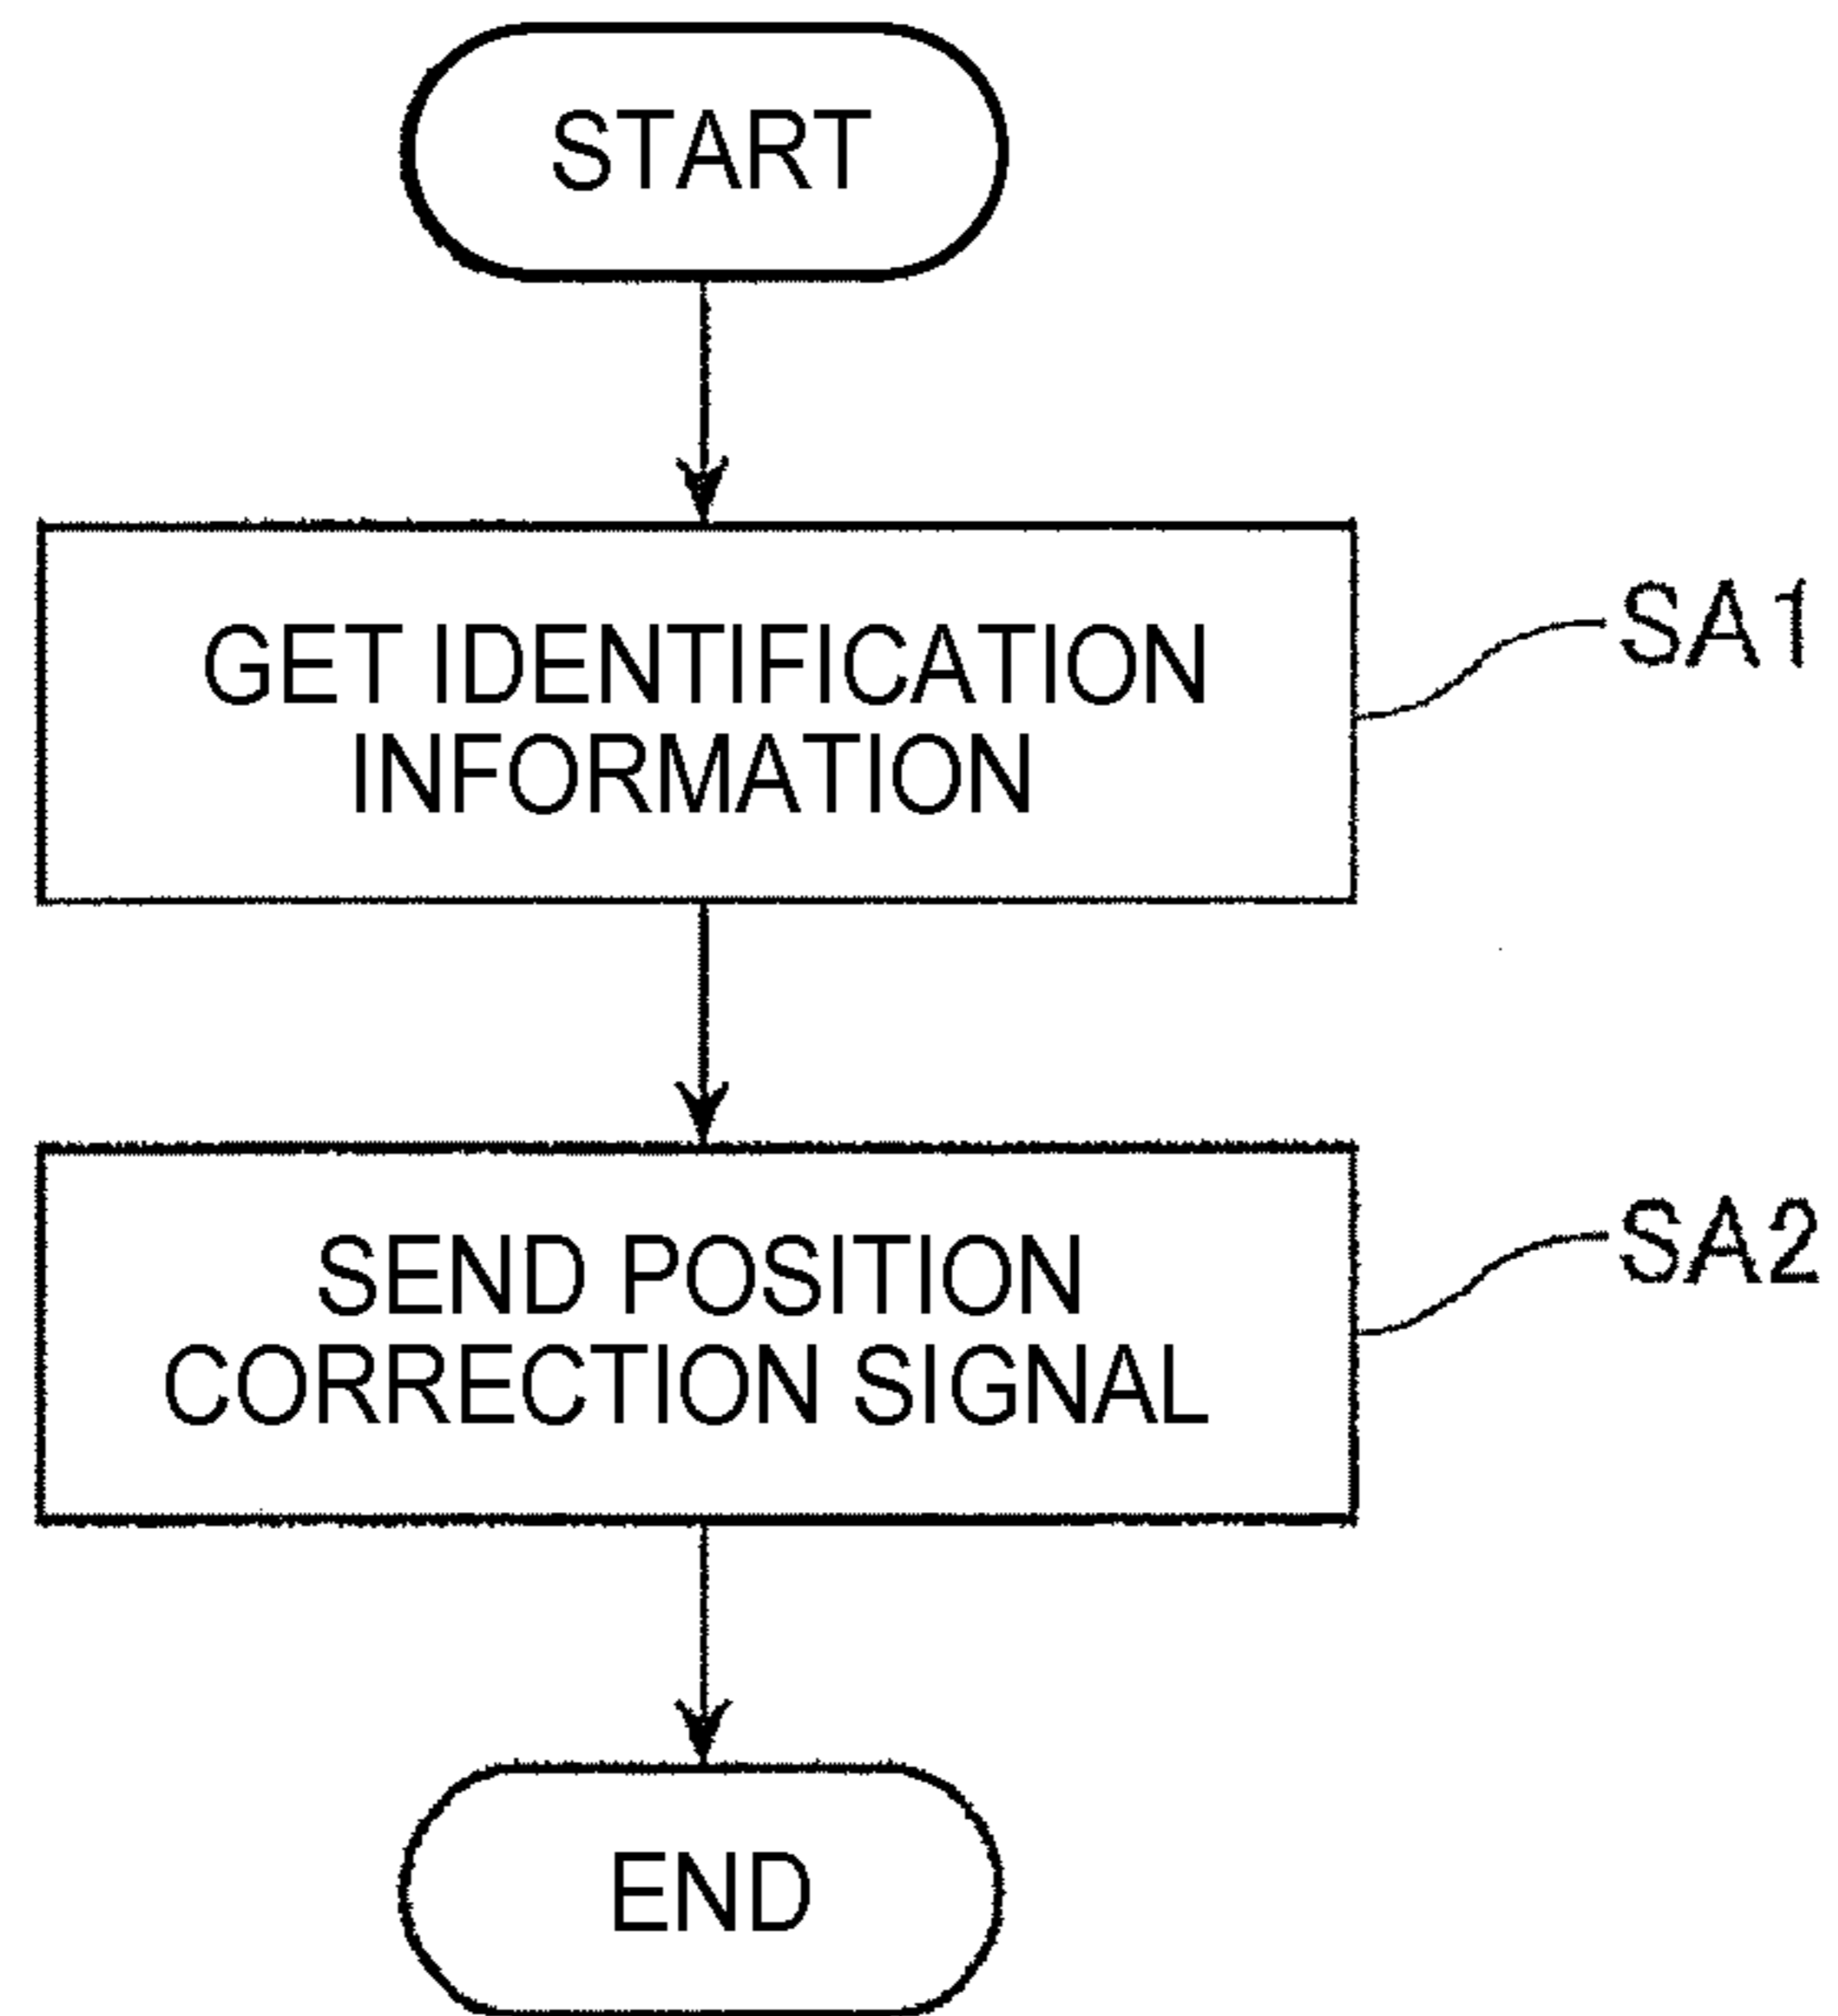 START
GET IDENTIFICATION
INFORMATION
SA1
SEND POSITION
CORRECTION SIGNAL
SA2
END